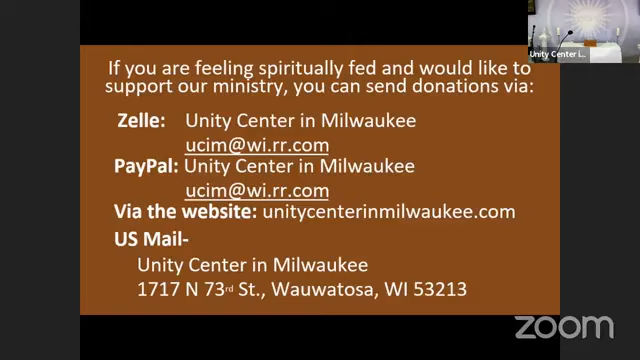 If you are feeling spiritually fed and would like to
support our ministry, you can send donations via:
Zelle: Unity Center in Milwaukee
ucim@wi.rr.com
PayPal: Unity Center in Milwaukee
ucim@wi.rr.com
Via the website: unitycenterinmilwaukee.com
US Mail-
Unity Center in Milwaukee
1717 N 73rd St., Wauwatosa, WI 53213
Unity Center i...
zoom